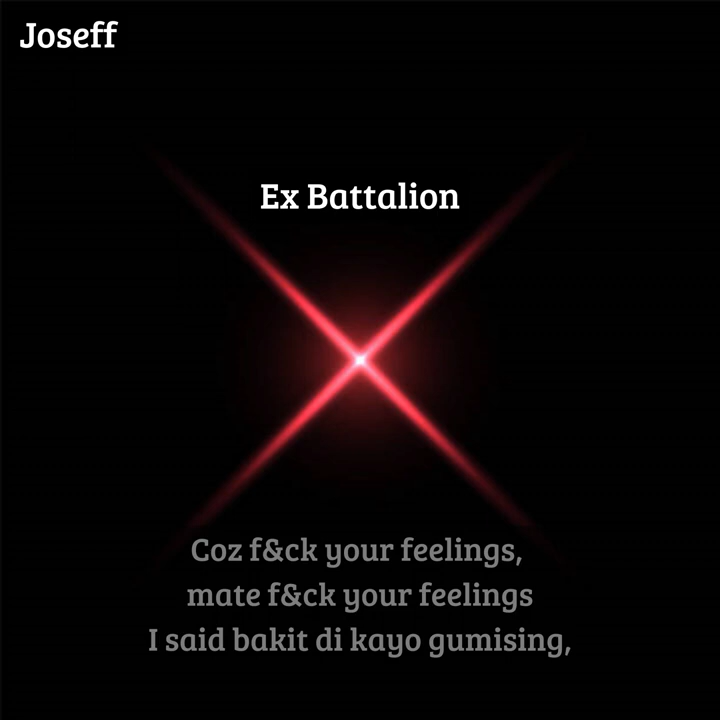 Joseff
Ex Battalion
Coz f&ck your feelings,
mate f&ck your feelings
I said bakit di kayo gumising,